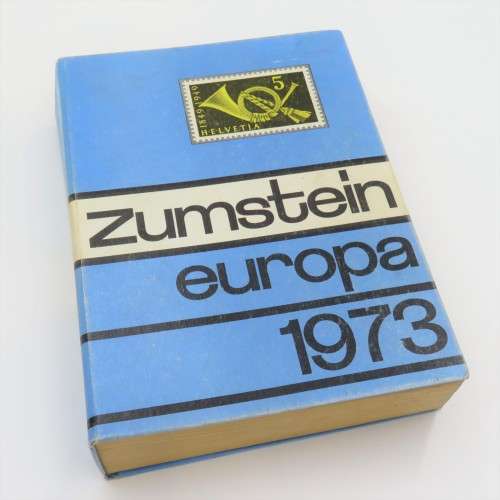 1849-1949
5
HELVETIA
zumstein
europa
1973